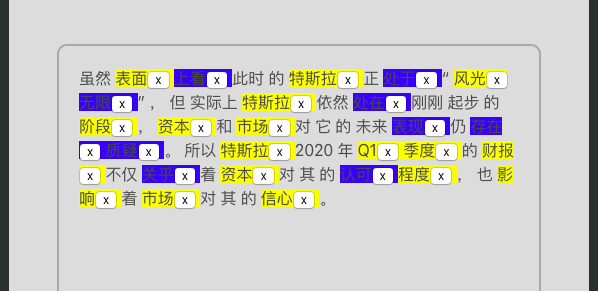 虽然 表面 x 上看 x 此时 的 特斯拉 x 正 处于 x “ 风光 x
无限 x ” ， 但 实际上 特斯拉 x 依然 处在 x 刚刚 起步 的
阶段 x ， 资本 x 和 市场 x 对 它 的 未来 表现 x 仍 存在
x 质疑 x 。 所以 特斯拉 x 2020 年 Q1 x 季度 x 的 财报
x 不仅 关乎 x 着 资本 x 对 其 的 认可 x 程度 x ， 也 影
响 x 着 市场 x 对 其 的 信心 x 。